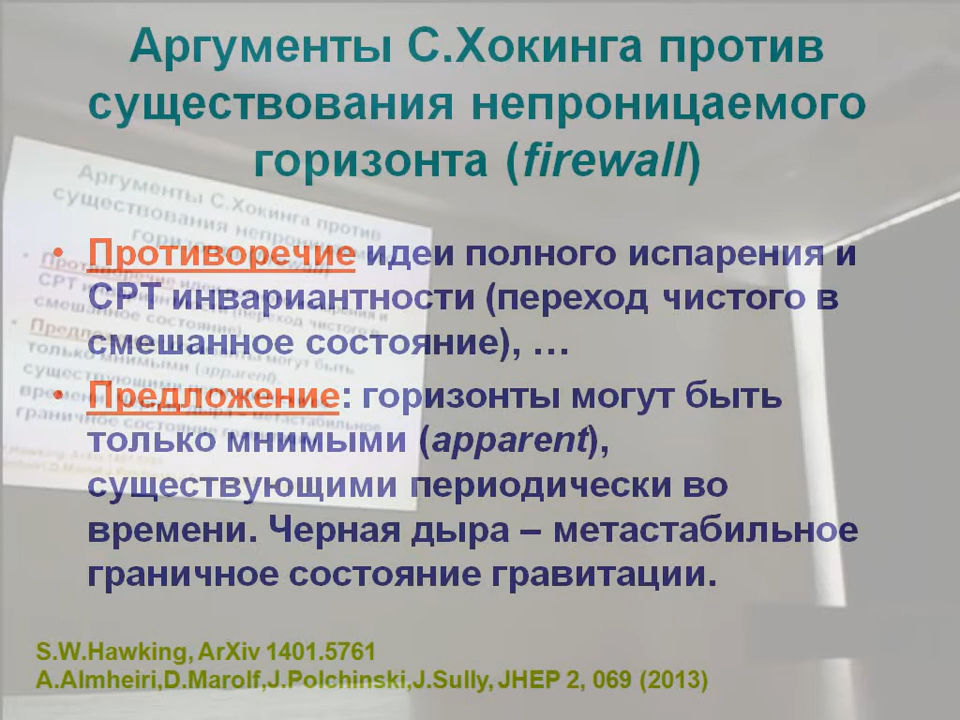 Аргументы С.Хокинга против
существования непроницаемого
горизонта (firewall)
• Противоречие идеи полного испарения и
СРТ инвариантности (переход чистого в
смешанное состояние), …
• Предложение: горизонты могут быть
только мнимыми (apparent),
существующими периодически во
времени. Черная дыра – метастабильное
граничное состояние гравитации.
S.W.Hawking, ArXiv 1401.5761
A.Almheiri,D.Marolf,J.Polchinski,J.Sully, JHEP 2, 069 (2013)